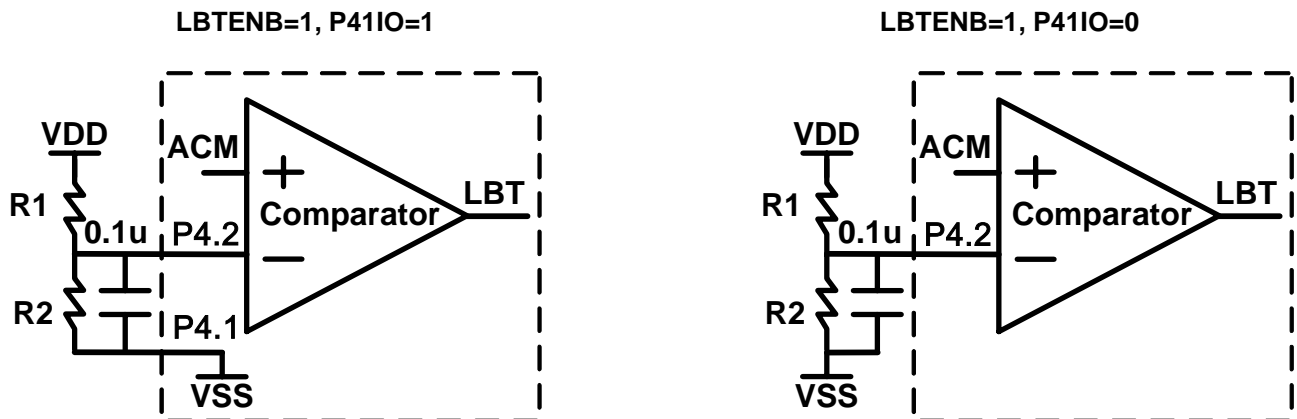 LBTENB=1, P41IO=1
VDD
ACM
+
R1
Comparator
LBT
0.1u
P4.2
−
R2
P4.1
VSS
LBTENB=1, P41IO=0
VDD
ACM
+
R1
Comparator
LBT
0.1u
P4.2
−
R2
VSS